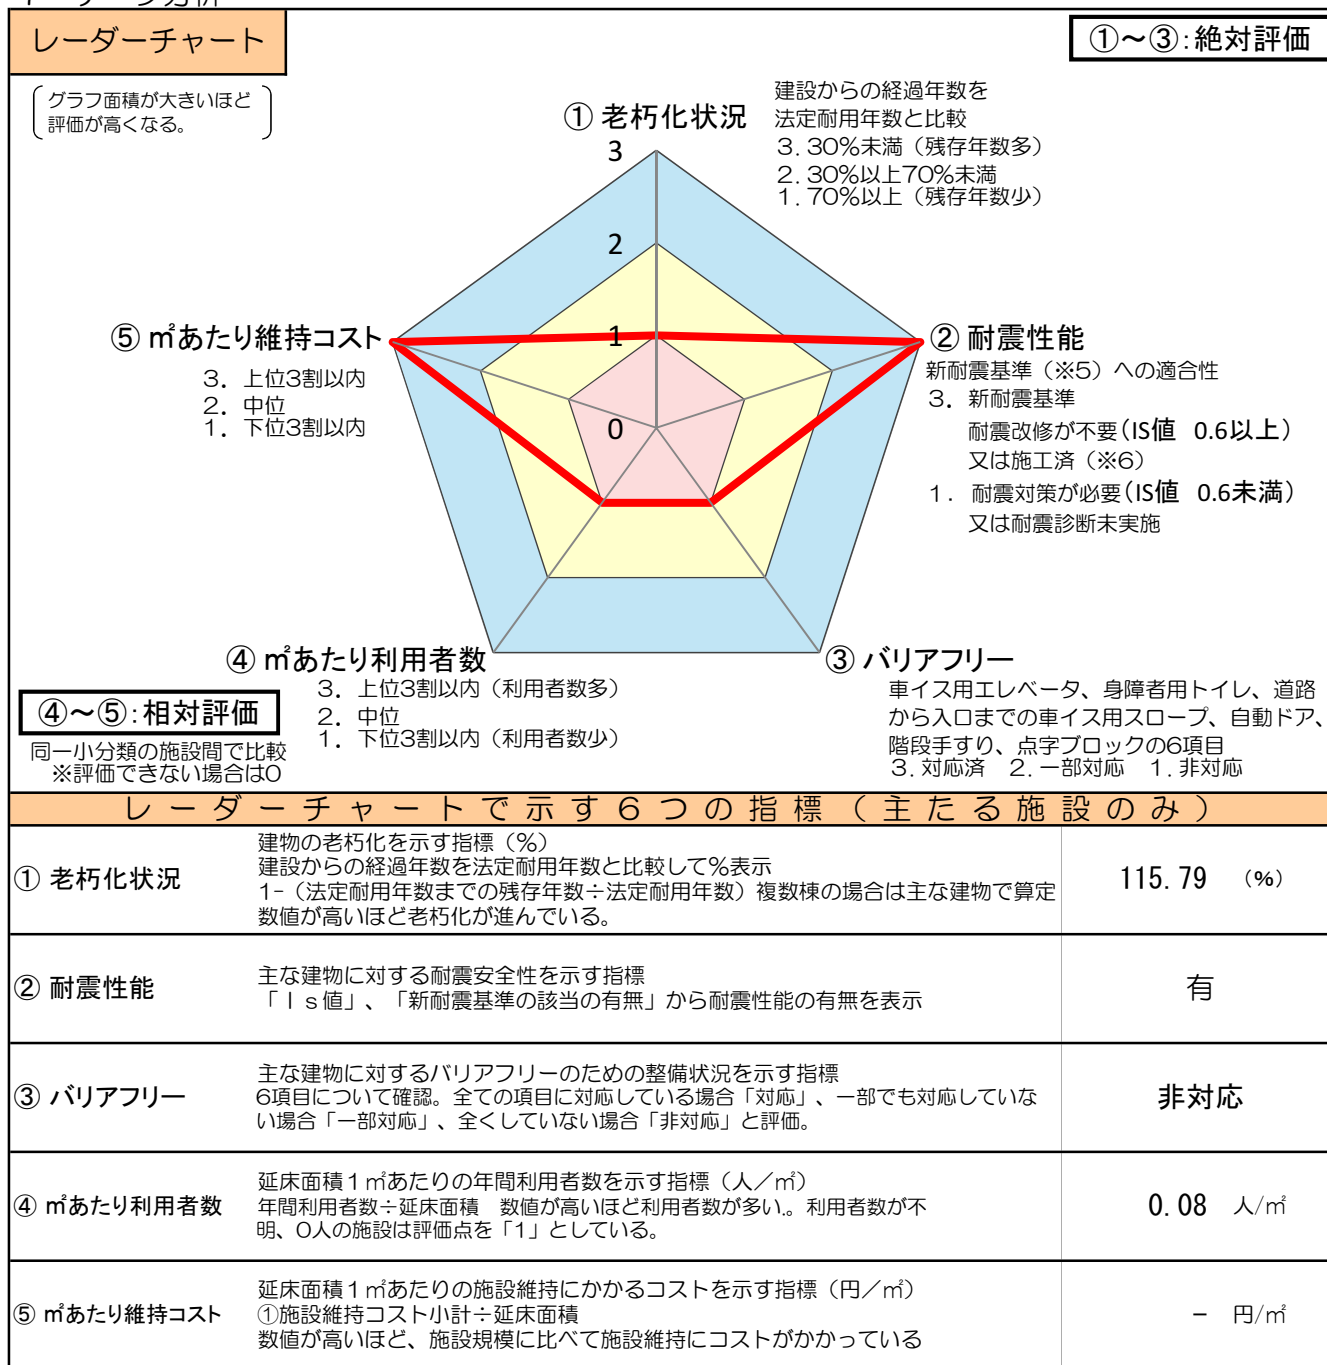 レーダーチャート
①～③:絶対評価
グラフ面積が大きいほど
評価が高くなる。
① 老朽化状況
建設からの経過年数を
法定耐用年数と比較
3. 30%未満（残存年数多）
2. 30%以上70%未満
1. 70%以上（残存年数少）
3
2
1
0
⑤ ㎡あたり維持コスト
3. 上位3割以内
2. 中位
1. 下位3割以内
② 耐震性能
新耐震基準（※5）への適合性
3. 新耐震基準
耐震改修が不要(IS値 0.6以上)
又は施工済（※6）
1. 耐震対策が必要(IS値 0.6未満)
又は耐震診断未実施
④ ㎡あたり利用者数
3. 上位3割以内（利用者数多）
2. 中位
1. 下位3割以内（利用者数少）
③ バリアフリー
車イス用エレベータ、身障者用トイレ、道路
から入口までの車イス用スロープ、自動ドア、
階段手すり、点字ブロックの6項目
3. 対応済 2. 一部対応 1. 非対応
④～⑤:相対評価
同一小分類の施設間で比較
※評価できない場合は0
レーダーチャートで示す6つの指標（主たる施設のみ）
① 老朽化状況
建物の老朽化を示す指標（%）
建設からの経過年数を法定耐用年数と比較して%表示
1-（法定耐用年数までの残存年数÷法定耐用年数）複数棟の場合は主な建物で算定
数値が高いほど老朽化が進んでいる。
115.79 （%）
② 耐震性能
主な建物に対する耐震安全性を示す指標
「Ｉｓ値」、「新耐震基準の該当の有無」から耐震性能の有無を表示
有
③ バリアフリー
主な建物に対するバリアフリーのための整備状況を示す指標
6項目について確認。全ての項目に対応している場合「対応」、一部でも対応していな
い場合「一部対応」、全くしていない場合「非対応」と評価。
非対応
④ ㎡あたり利用者数
延床面積１㎡あたりの年間利用者数を示す指標（人／㎡）
年間利用者数÷延床面積　数値が高いほど利用者数が多い。利用者数が不
明、0人の施設は評価点を「1」としている。
0.08 人/㎡
⑤ ㎡あたり維持コスト
延床面積１㎡あたりの施設維持にかかるコストを示す指標（円／㎡）
①施設維持コスト小計÷延床面積
数値が高いほど、施設規模に比べて施設維持にコストがかかっている
－ 円/㎡